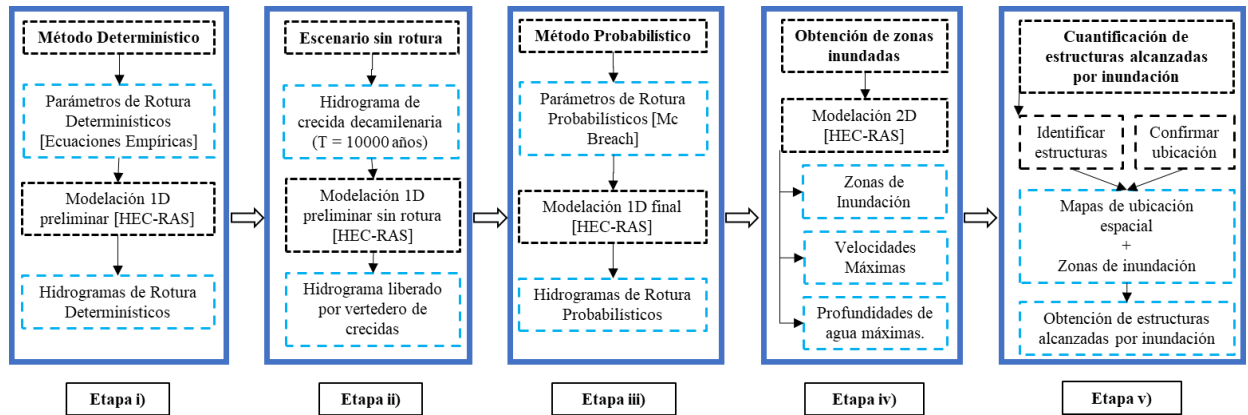 Método Determinístico
Parámetros de Rotura
Determinísticos
[Ecuaciones Empíricas]
Modelación 1D
preliminar [HEC-RAS]
Hidrogramas de Rotura
Determinísticos
Etapa i)
Escenario sin rotura
Hidrograma de
crecida decamilenaria
(T = 10000 años)
Modelación 1D
preliminar sin rotura
[HEC-RAS]
Hidrograma liberado
por vertedero de
crecidas
Etapa ii)
Método Probabilístico
Parámetros de Rotura
Probabilísticos [Mc
Breach]
Modelación 1D final
[HEC-RAS]
Hidrogramas de Rotura
Probabilísticos
Etapa iii)
Obtención de zonas
inundadas
Modelación 2D
[HEC-RAS]
Zonas de
Inundación
Velocidades
Máximas
Profundidades de
agua máximas.
Etapa iv)
Cuantificación de
estructuras alcanzadas
por inundación
Identificar
estructuras
Confirmar
ubicación
Mapas de ubicación
espacial
+
Zonas de inundación
Obtención de estructuras
alcanzadas por inundación
Etapa v)